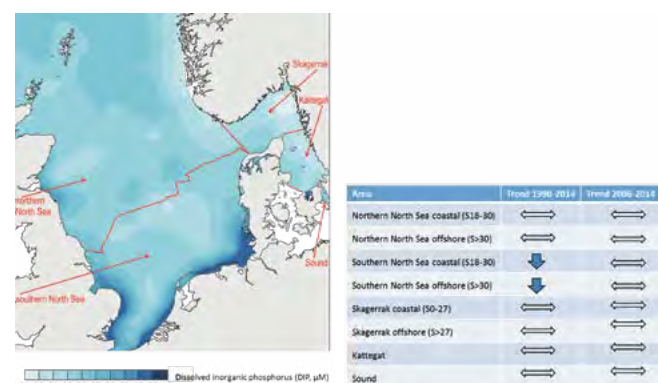 Skagerrak
Kattegat
northern
North Sea
Sound
southern North Sea
Dissolved inorganic phosphorus (DIP, µM)
Area Trend 1990-2014 Trend 2006-2014
Northern North Sea coastal (S18-30)
Northern North Sea offshore (S>30)
Southern North Sea coastal (S18-30)
Southern North Sea offshore (S>30)
Skagerrak coastal (S0-27)
Skagerrak offshore (S>27)
Kattegat
Sound